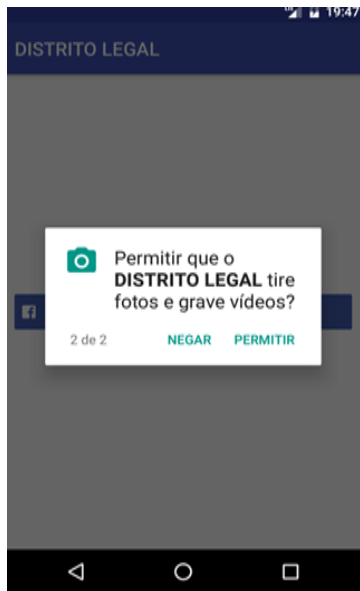 19:47
DISTRITO LEGAL
Permitir que o
DISTRITO LEGAL tire
fotos e grave vídeos?
2 de 2
NEGAR
PERMITIR